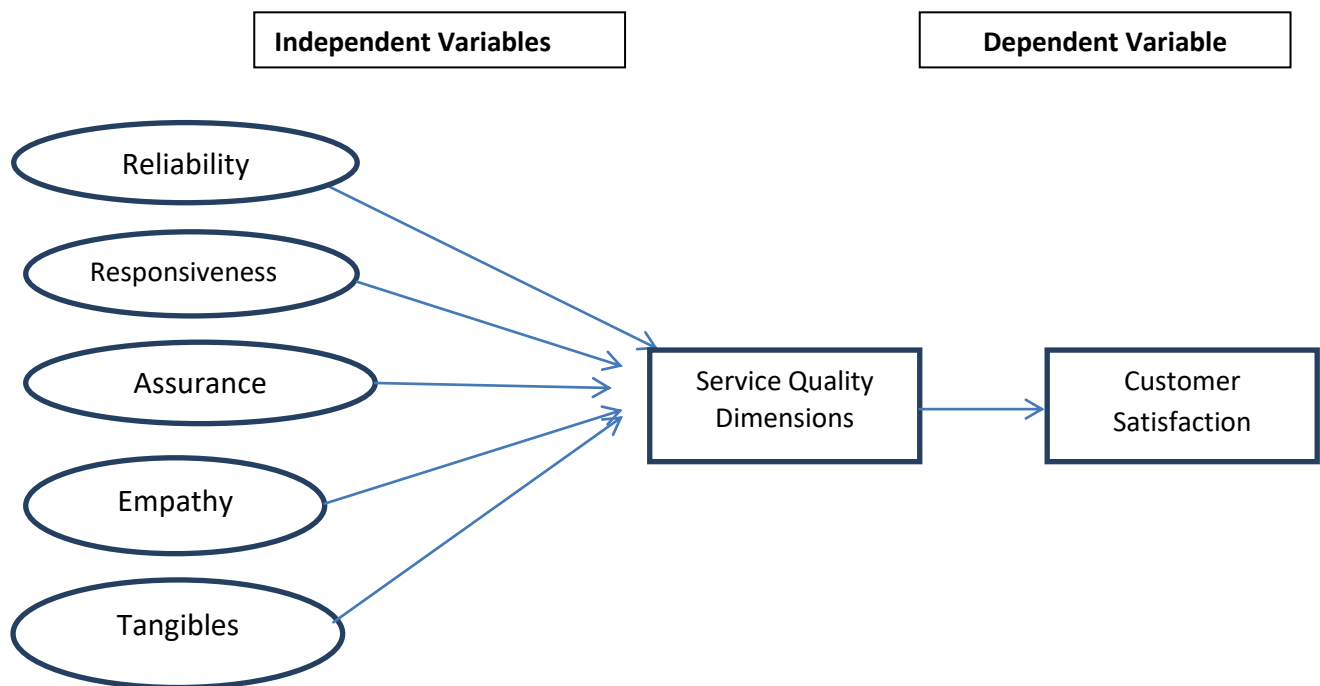 Independent Variables
Dependent Variable
Reliability
Responsiveness
Assurance
Empathy
Tangibles
Service Quality
Dimensions
Customer
Satisfaction